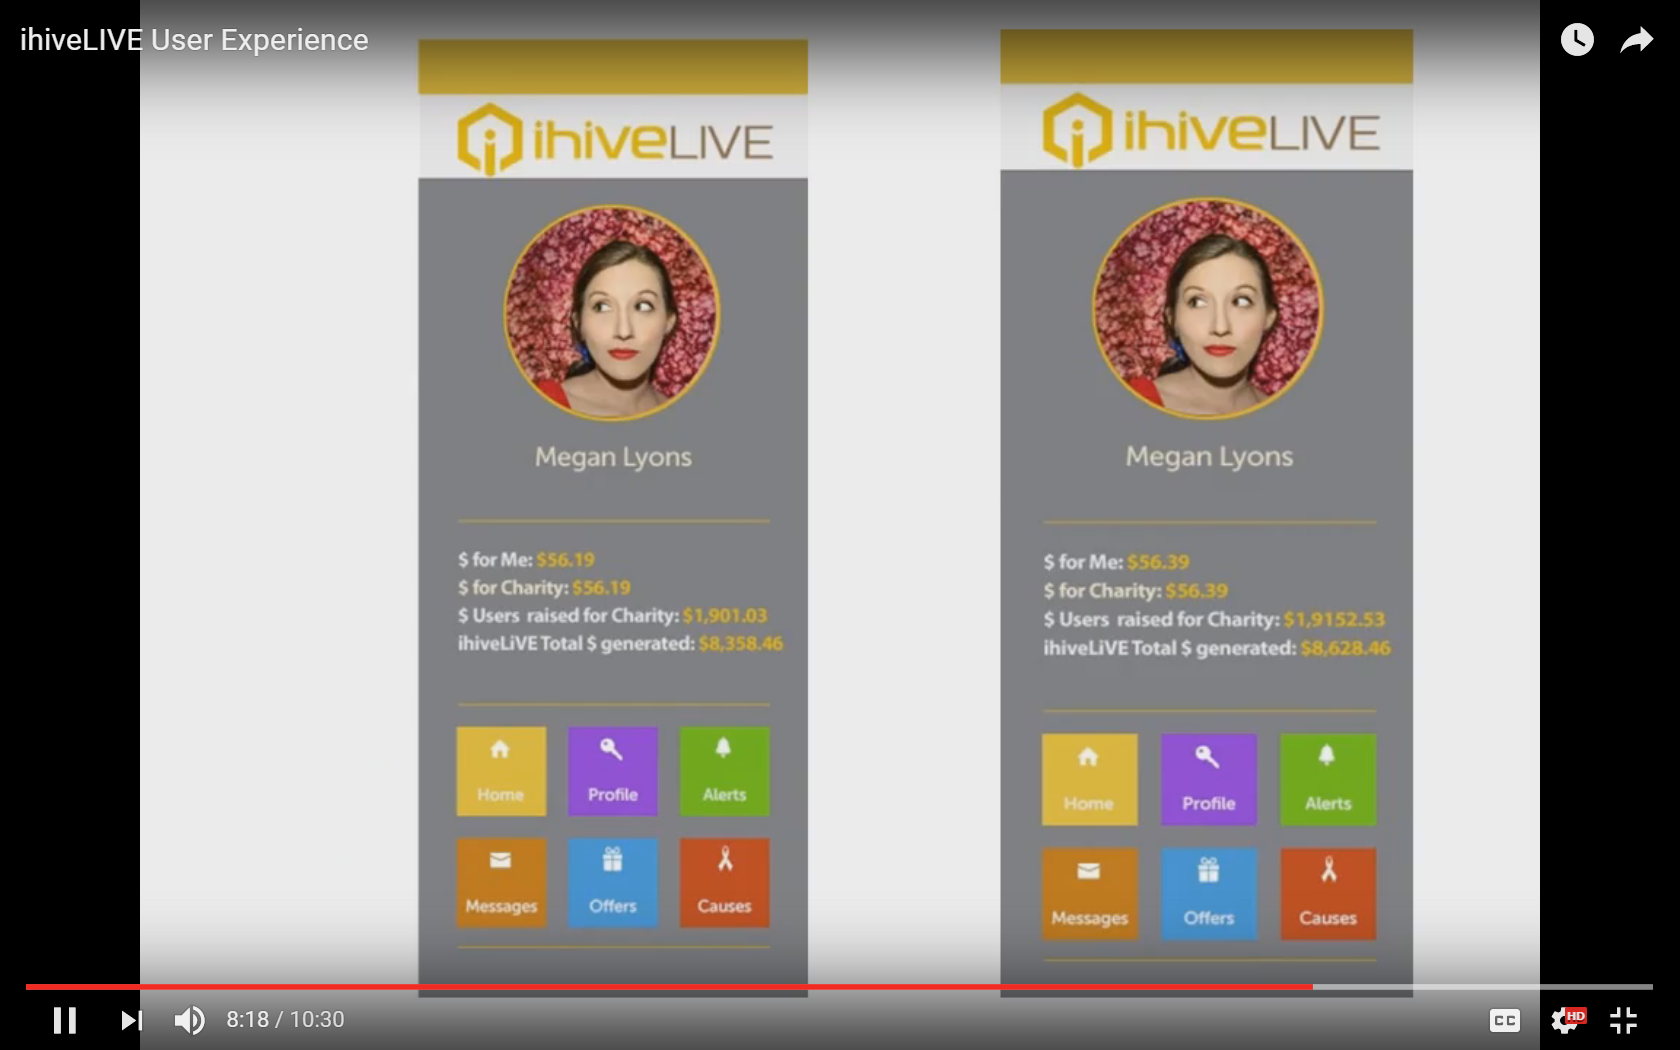 ihiveLIVE User Experience
ihiveLIVE
Megan Lyons
$ for Me: $56.19
$ for Charity: $56.19
$ Users raised for Charity: $1,901.03
ihiveLiVE Total $ generated: $8,358.46
Home Profile Alerts
Messages Offers Causes
ihiveLIVE
Megan Lyons
$ for Me: $56.39
$ for Charity: $56.39
$ Users raised for Charity: $1,9152.53
ihiveLiVE Total $ generated: $8,628.46
Home Profile Alerts
Messages Offers Causes
8:18 / 10:30
CC
HD